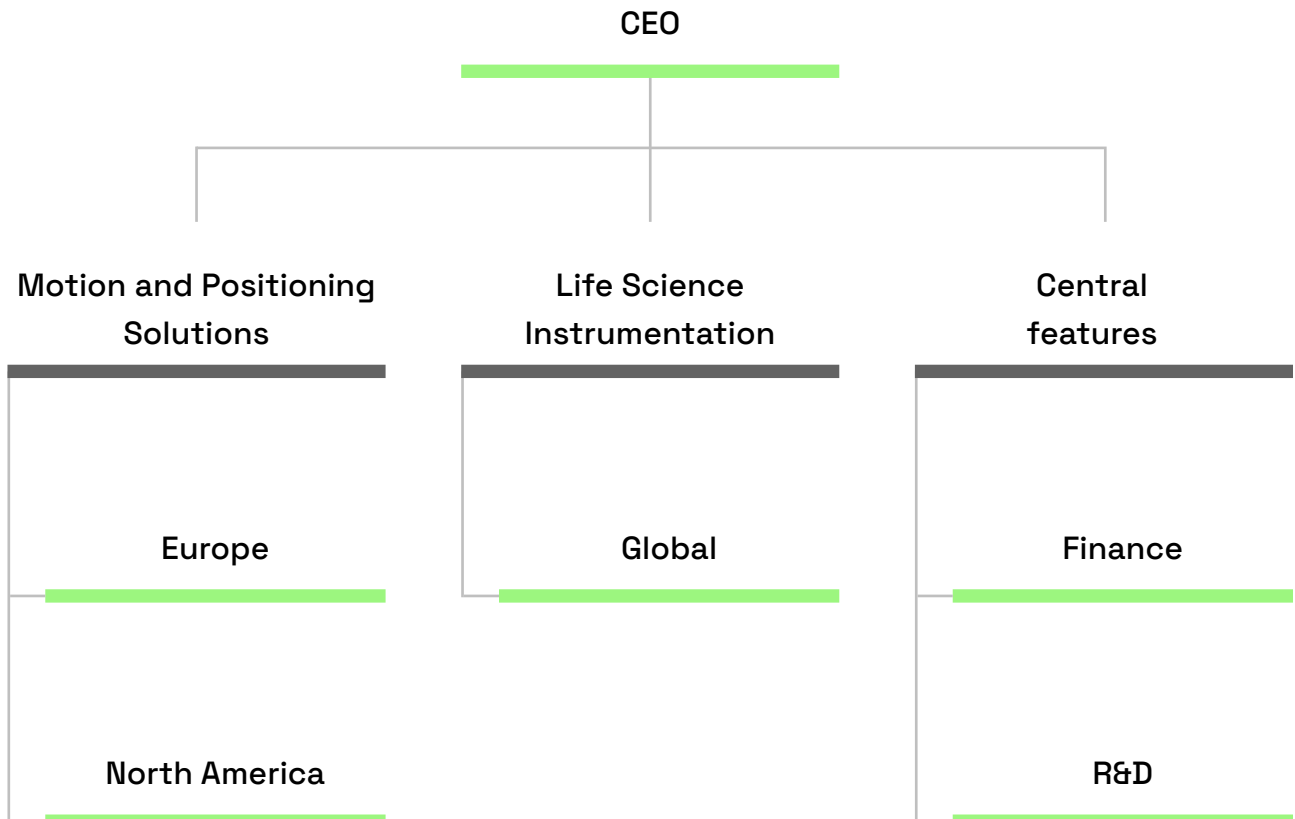 CEO
Motion and Positioning
Solutions
Life Science
Instrumentation
Central
features
Europe
Global
Finance
North America
R&D